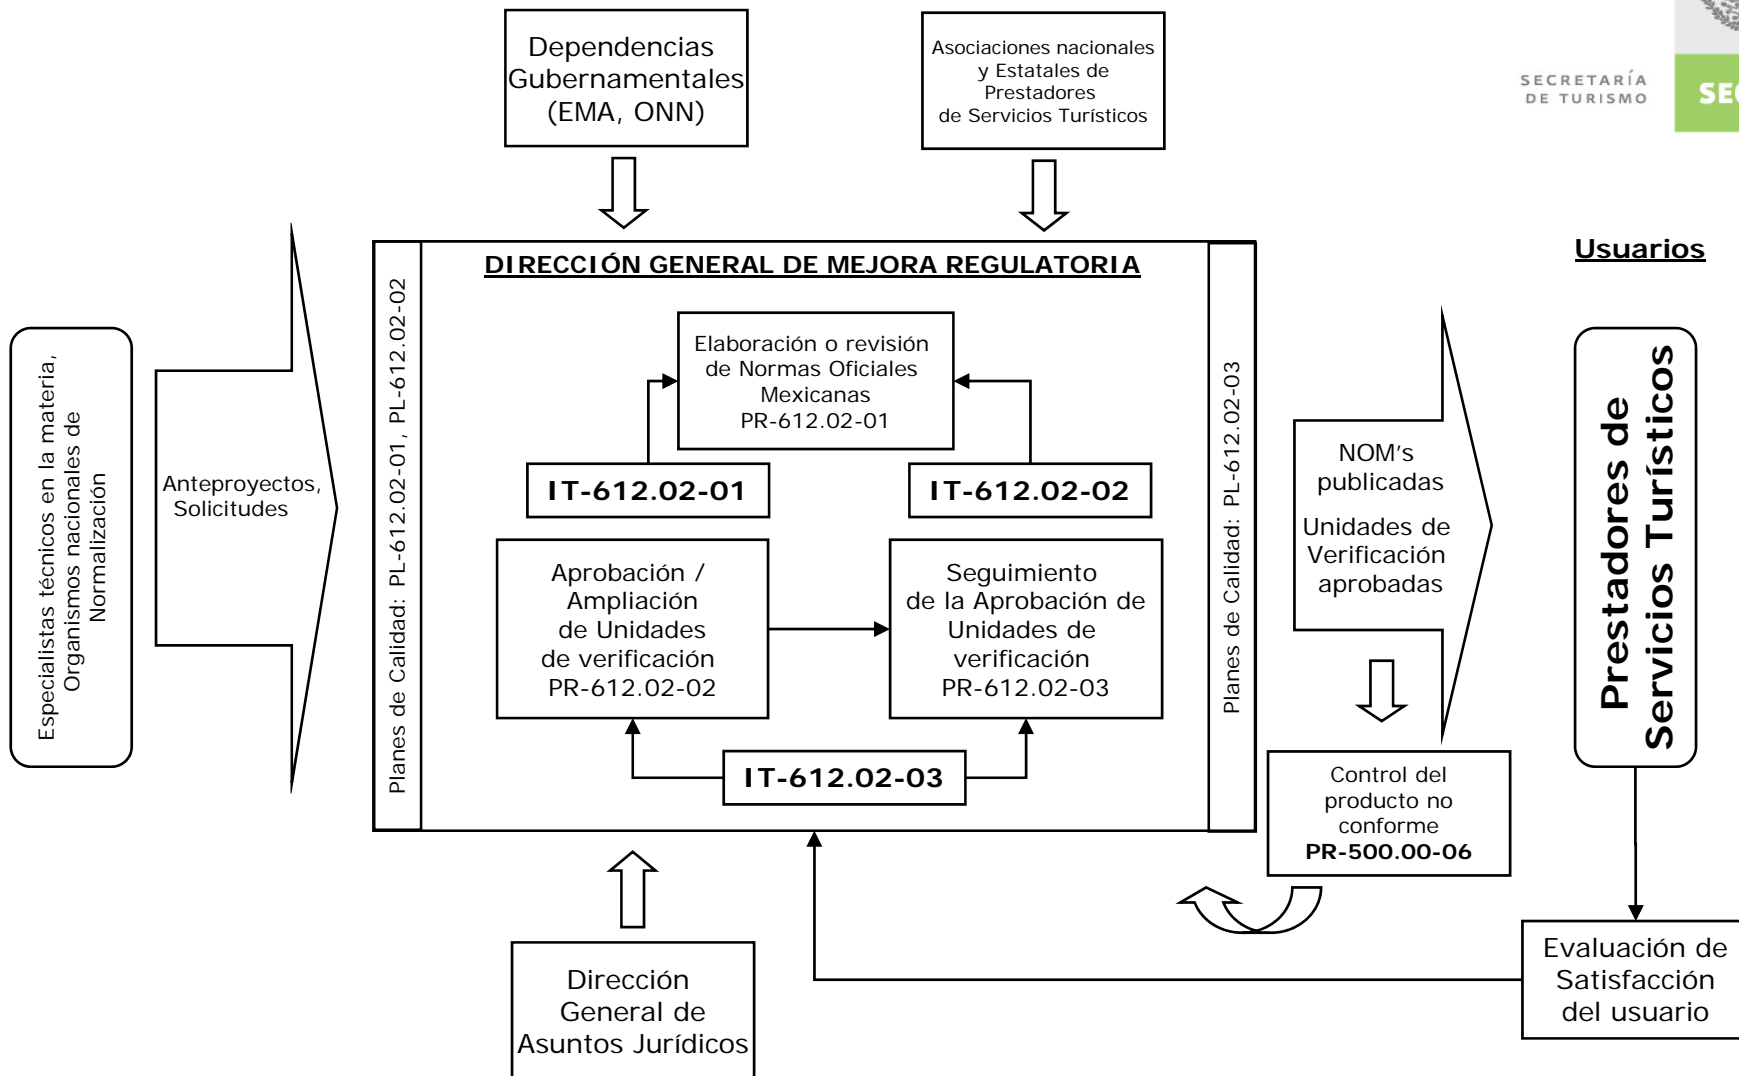 Dependencias
Gubernamentales
(EMA, ONN)
Asociaciones nacionales
y Estatales de
Prestadores
de Servicios Turísticos
SECRETARÍA
DE TURISMO
Especialistas técnicos en la materia,
Organismos nacionales de
Normalización
Anteproyectos,
Solicitudes
Planes de Calidad: PL-612.02-01, PL-612.02-02
DIRECCIÓN GENERAL DE MEJORA REGULATORIA
Elaboración o revisión
de Normas Oficiales
Mexicanas
PR-612.02-01
IT-612.02-01
IT-612.02-02
Aprobación /
Ampliación
de Unidades
de verificación
PR-612.02-02
Seguimiento
de la Aprobación de
Unidades de
verificación
PR-612.02-03
IT-612.02-03
Planes de Calidad: PL-612.02-03
NOM's
publicadas
Unidades de
Verificación
aprobadas
Control del
producto no
conforme
PR-500.00-06
Usuarios
Prestadores de
Servicios Turísticos
Evaluación de
Satisfacción
del usuario
Dirección
General de
Asuntos Jurídicos